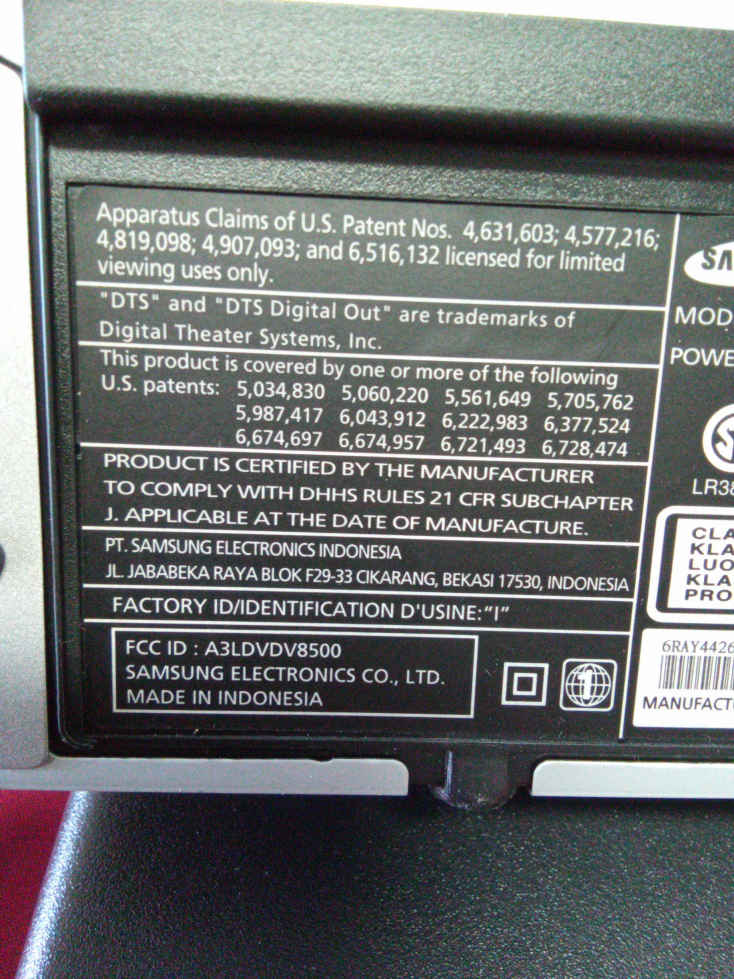 Apparatus Claims of U.S. Patent Nos. 4,631,603; 4,577,216;
4,819,098; 4,907,093; and 6,516,132 licensed for limited
viewing uses only.
"DTS" and "DTS Digital Out" are trademarks of
Digital Theater Systems, Inc.
This product is covered by one or more of the following
U.S. patents: 5,034,830 5,060,220 5,561,649 5,705,762
5,987,417 6,043,912 6,222,983 6,377,524
6,674,697 6,674,957 6,721,493 6,728,474
PRODUCT IS CERTIFIED BY THE MANUFACTURER
TO COMPLY WITH DHHS RULES 21 CFR SUBCHAPTER
J. APPLICABLE AT THE DATE OF MANUFACTURE.
PT. SAMSUNG ELECTRONICS INDONESIA
JL. JABABEKA RAYA BLOK F29-33 CIKARANG, BEKASI 17530, INDONESIA
FACTORY ID/IDENTIFICATION D'USINE:"I"
FCC ID : A3LDVDV8500
SAMSUNG ELECTRONICS CO., LTD.
MADE IN INDONESIA
1
SA
MOD
POWE
LR38
CLA
KLA
LUO
KLA
PRO
6RAY4426
MANUFACTU